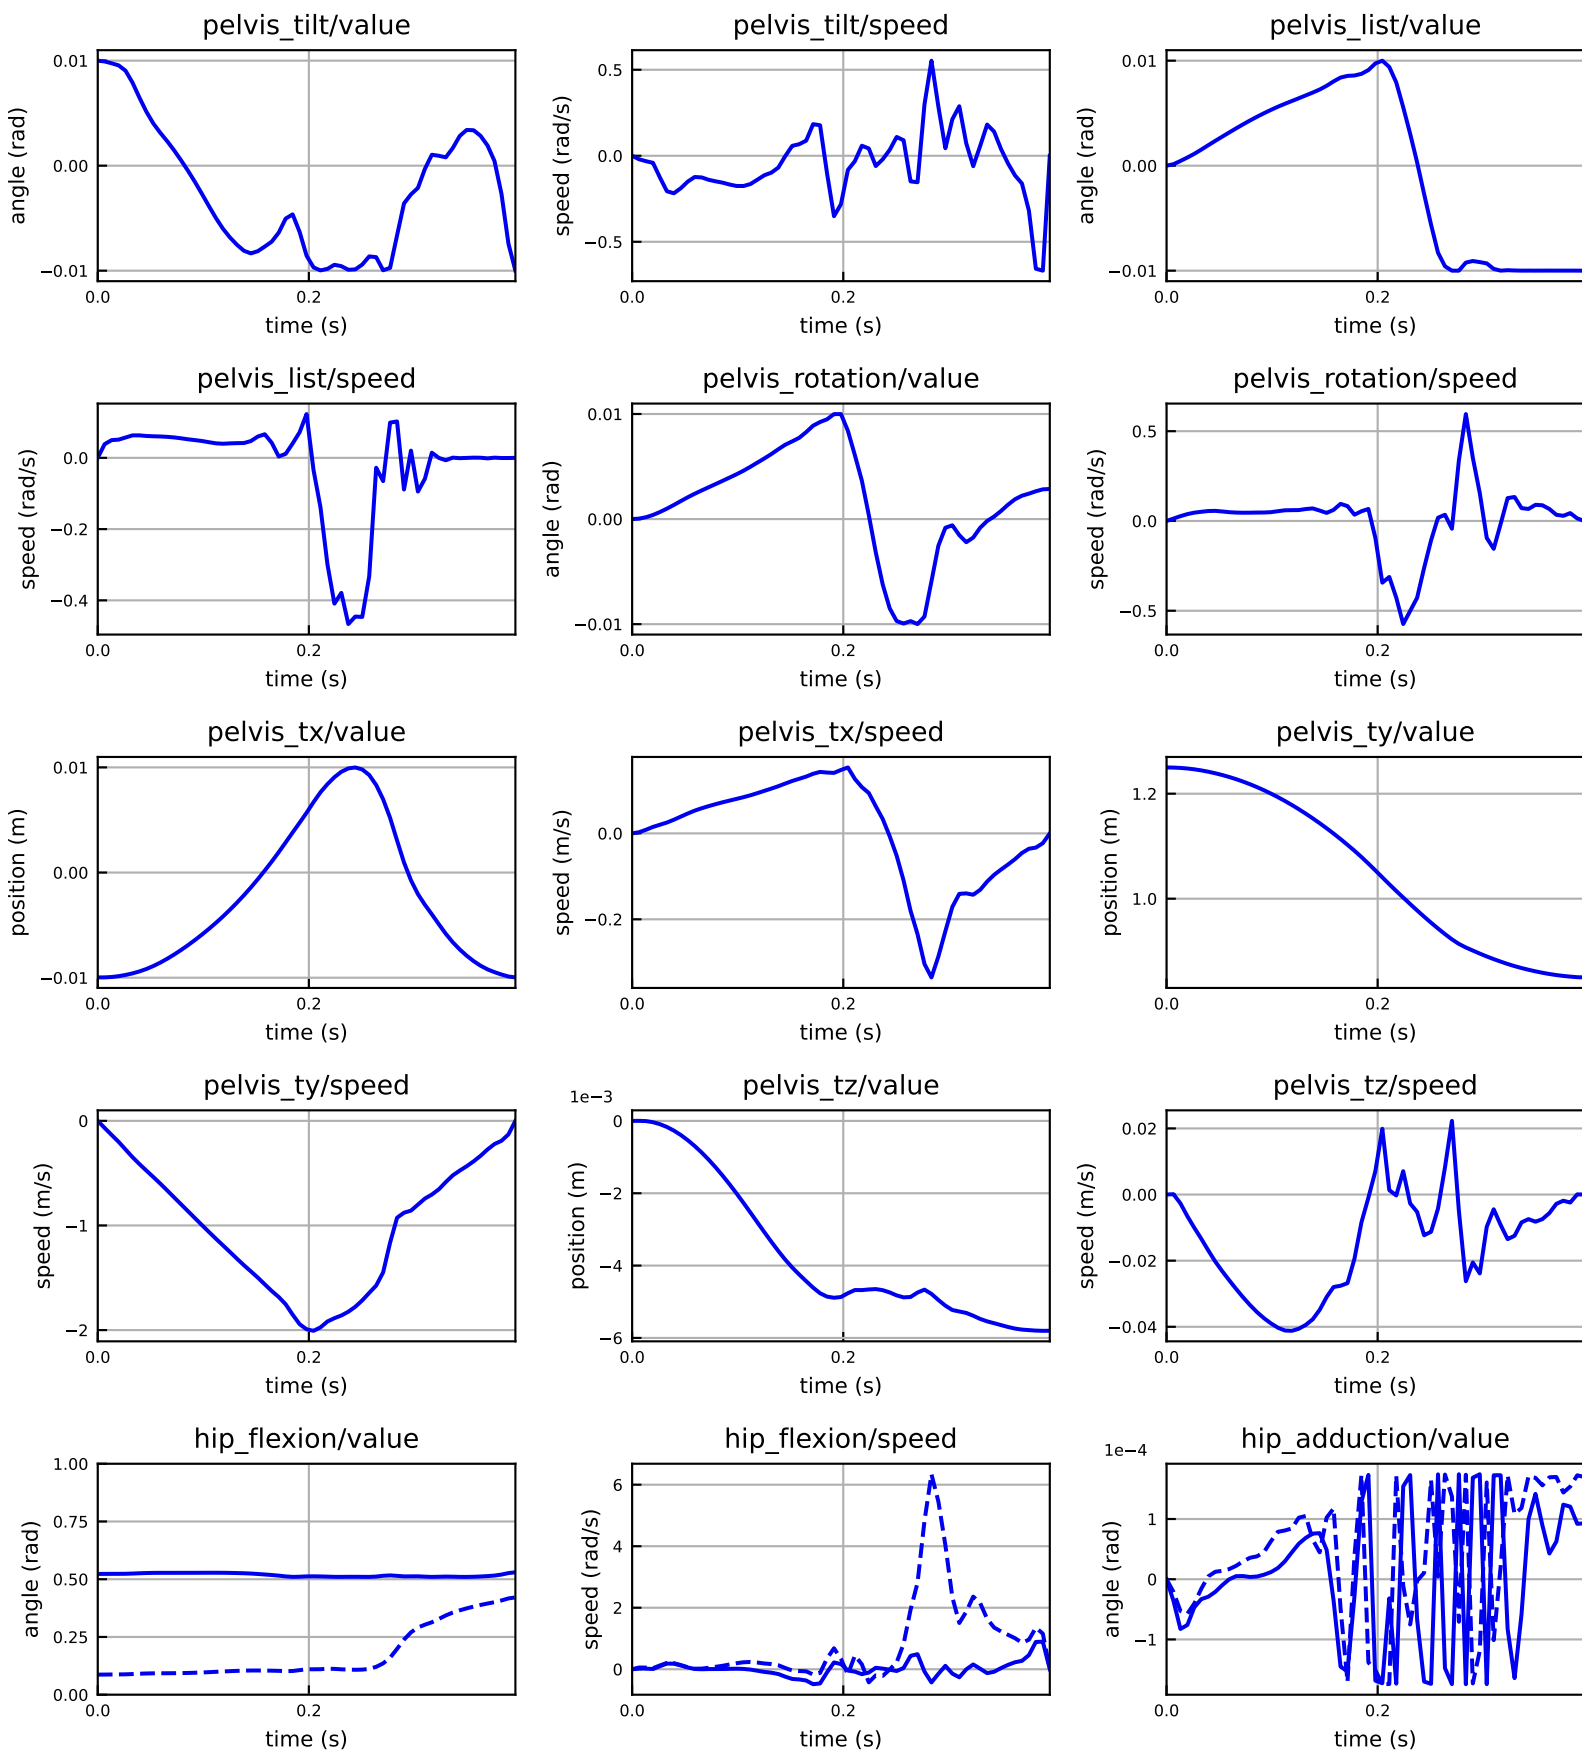 pelvis_tilt/value
angle (rad)
0.01
0.00
−0.01
0.0
0.2
time (s)
pelvis_tilt/speed
speed (rad/s)
0.5
0.0
−0.5
0.0
0.2
time (s)
pelvis_list/value
angle (rad)
0.01
0.00
−0.01
0.0
0.2
time (s)
pelvis_list/speed
speed (rad/s)
0.0
−0.2
−0.4
0.0
0.2
time (s)
pelvis_rotation/value
angle (rad)
0.01
0.00
−0.01
0.0
0.2
time (s)
pelvis_rotation/speed
speed (rad/s)
0.5
0.0
−0.5
0.0
0.2
time (s)
pelvis_tx/value
position (m)
0.01
0.00
−0.01
0.0
0.2
time (s)
pelvis_tx/speed
speed (m/s)
0.0
−0.2
0.0
0.2
time (s)
pelvis_ty/value
position (m)
1.2
1.0
0.0
0.2
time (s)
pelvis_ty/speed
speed (m/s)
0
−1
−2
0.0
0.2
time (s)
pelvis_tz/value
1e−3
position (m)
0
−2
−4
−6
0.0
0.2
time (s)
pelvis_tz/speed
speed (m/s)
0.02
0.00
−0.02
−0.04
0.0
0.2
time (s)
hip_flexion/value
angle (rad)
1.00
0.75
0.50
0.25
0.00
0.0
0.2
time (s)
hip_flexion/speed
speed (rad/s)
6
4
2
0
0.0
0.2
time (s)
hip_adduction/value
1e−4
angle (rad)
1
0
−1
0.0
0.2
time (s)